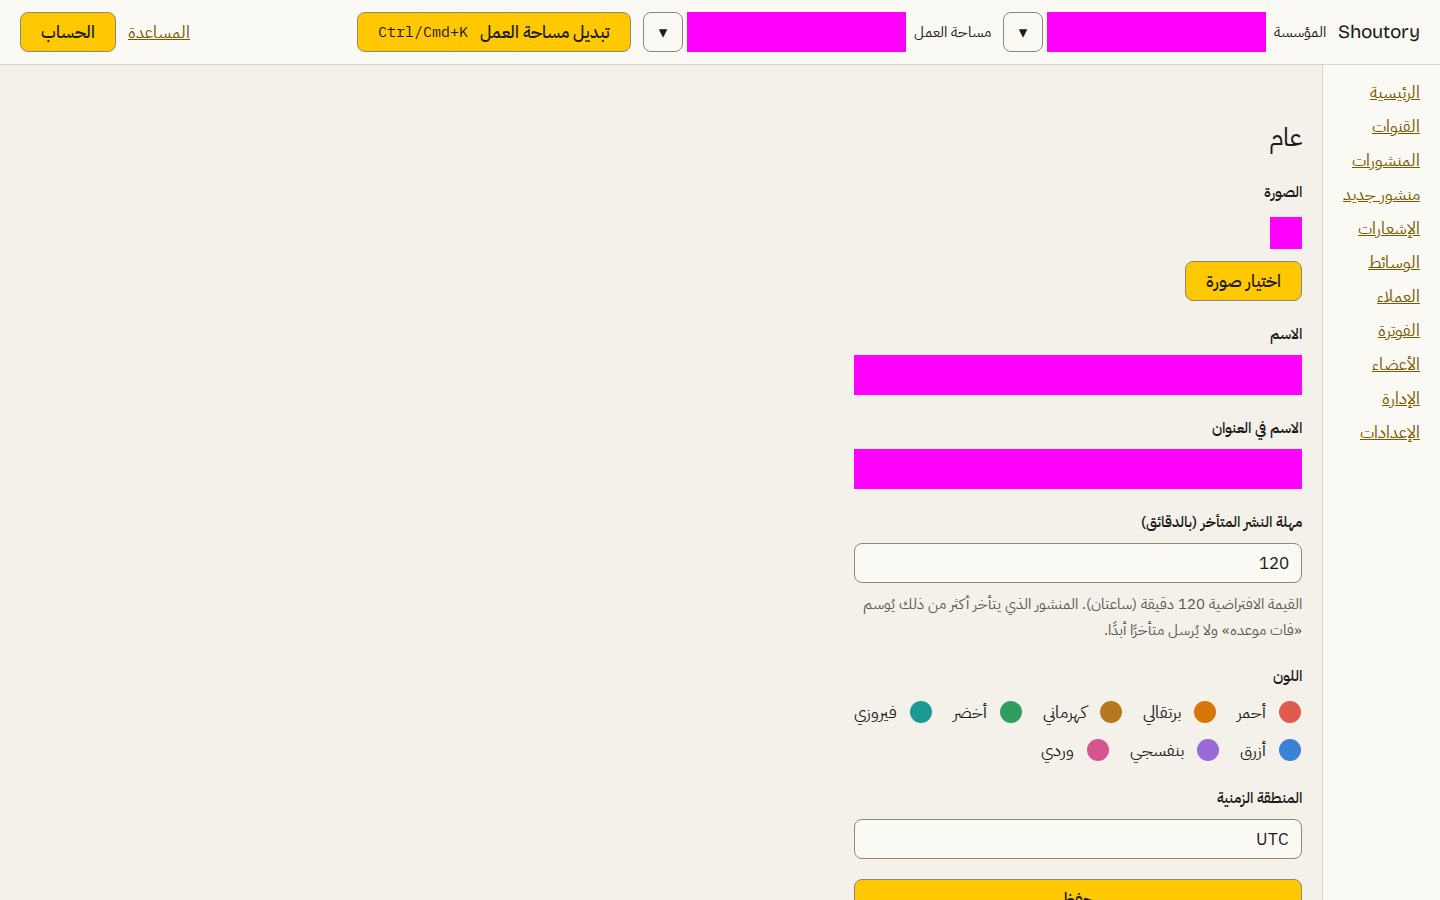 Shoutory
المؤسسة
▼
مساحة العمل
▼
تبديل مساحة العمل Ctrl/Cmd+K
المساعدة
الحساب
الرئيسية
القنوات
المنشورات
منشور جديد
الإشعارات
الوسائط
العملاء
الفوترة
الأعضاء
الإدارة
الإعدادات
عام
الصورة
اختيار صورة
الاسم
الاسم في العنوان
مهلة النشر المتأخر (بالدقائق)
120
القيمة الافتراضية 120 دقيقة (ساعتان). المنشور الذي يتأخر أكثر من ذلك يُوسم
«فات موعده» ولا يُرسل متأخرًا أبدًا.
اللون
أحمر برتقالي كهرماني أخضر فيروزي
أزرق بنفسجي وردي
المنطقة الزمنية
UTC
حفظ